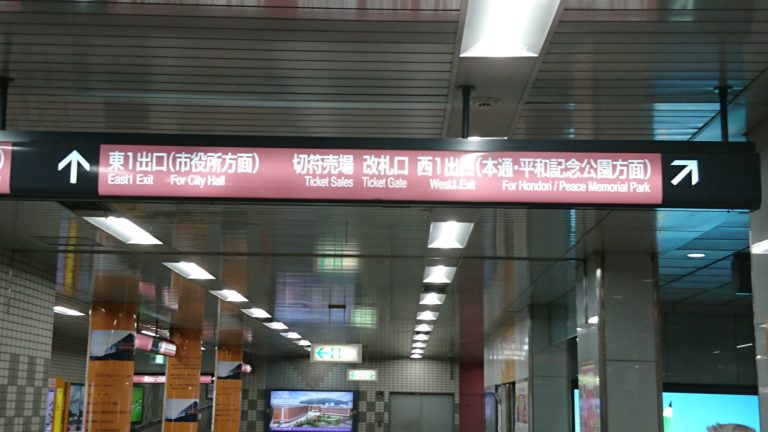 東1出口(市役所方面)
East1 Exit For City Hall
切符売場 改札口 西1出口(本通・平和記念公園方面)
Ticket Sales Ticket Gate West1 Exit For Hondori / Peace Memorial Park